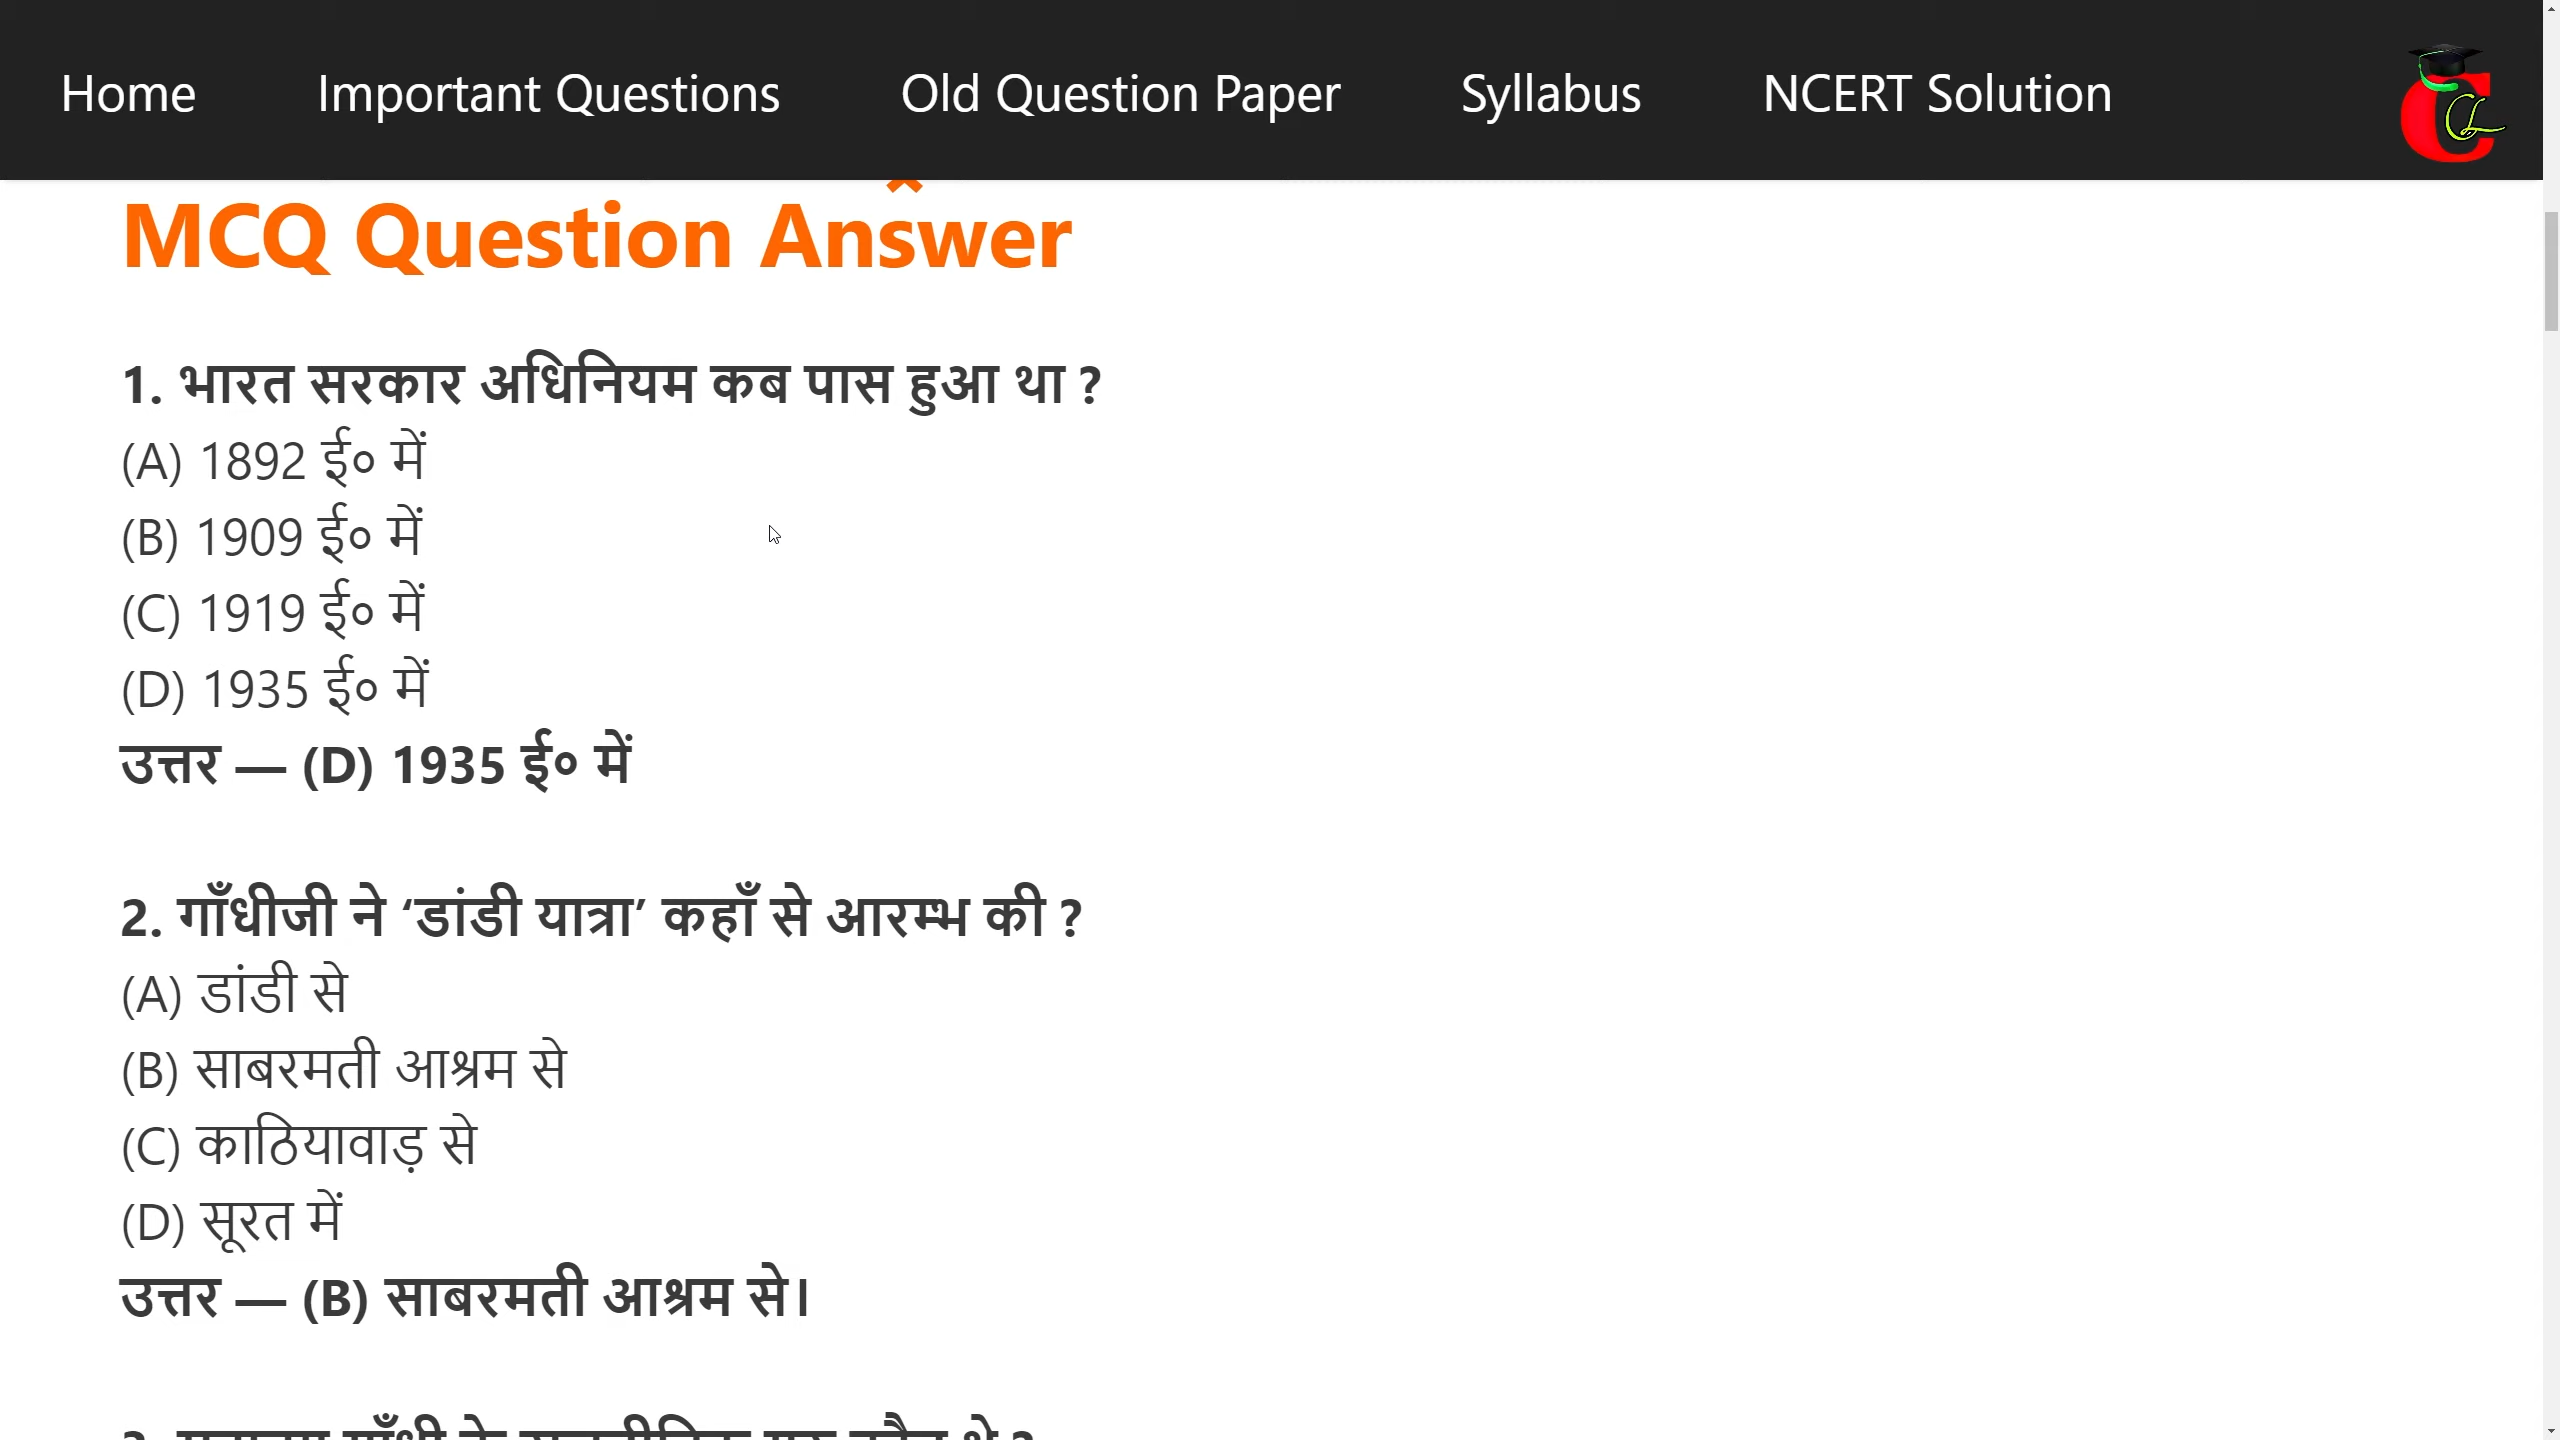 Home Important Questions Old Question Paper Syllabus NCERT Solution
MCQ Question Answer
1. भारत सरकार अधिनियम कब पास हुआ था ?
(A) 1892 ई० में
(B) 1909 ई० में
(C) 1919 ई० में
(D) 1935 ई० में
उत्तर — (D) 1935 ई० में
2. गाँधीजी ने ‘डांडी यात्रा’ कहाँ से आरम्भ की ?
(A) डांडी से
(B) साबरमती आश्रम से
(C) काठियावाड़ से
(D) सूरत में
उत्तर — (B) साबरमती आश्रम से।